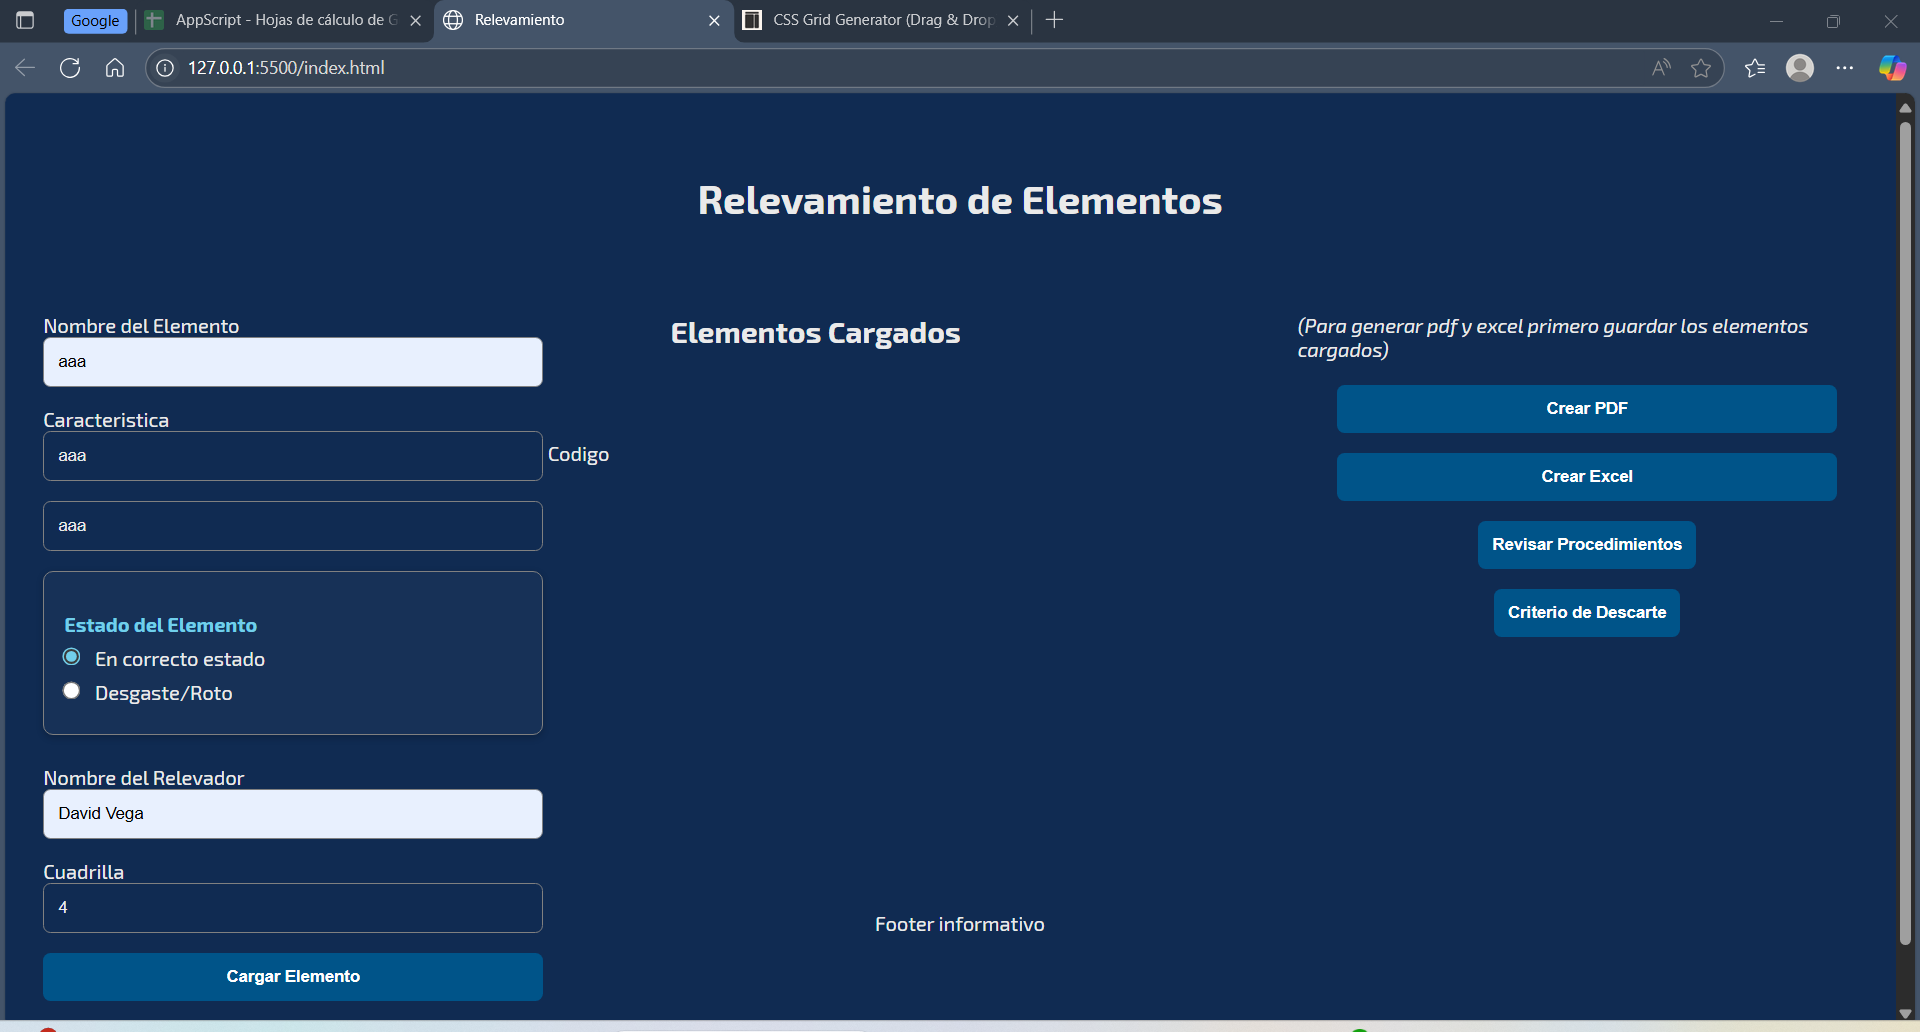 Google
AppScript - Hojas de cálculo de G
Relevamiento
CSS Grid Generator (Drag & Drop
127.0.0.1:5500/index.html
Relevamiento de Elementos
Nombre del Elemento
aaa
Caracteristica
aaa
Codigo
aaa
Estado del Elemento
En correcto estado
Desgaste/Roto
Nombre del Relevador
David Vega
Cuadrilla
4
Cargar Elemento
Elementos Cargados
(Para generar pdf y excel primero guardar los elementos
cargados)
Crear PDF
Crear Excel
Revisar Procedimientos
Criterio de Descarte
Footer informativo